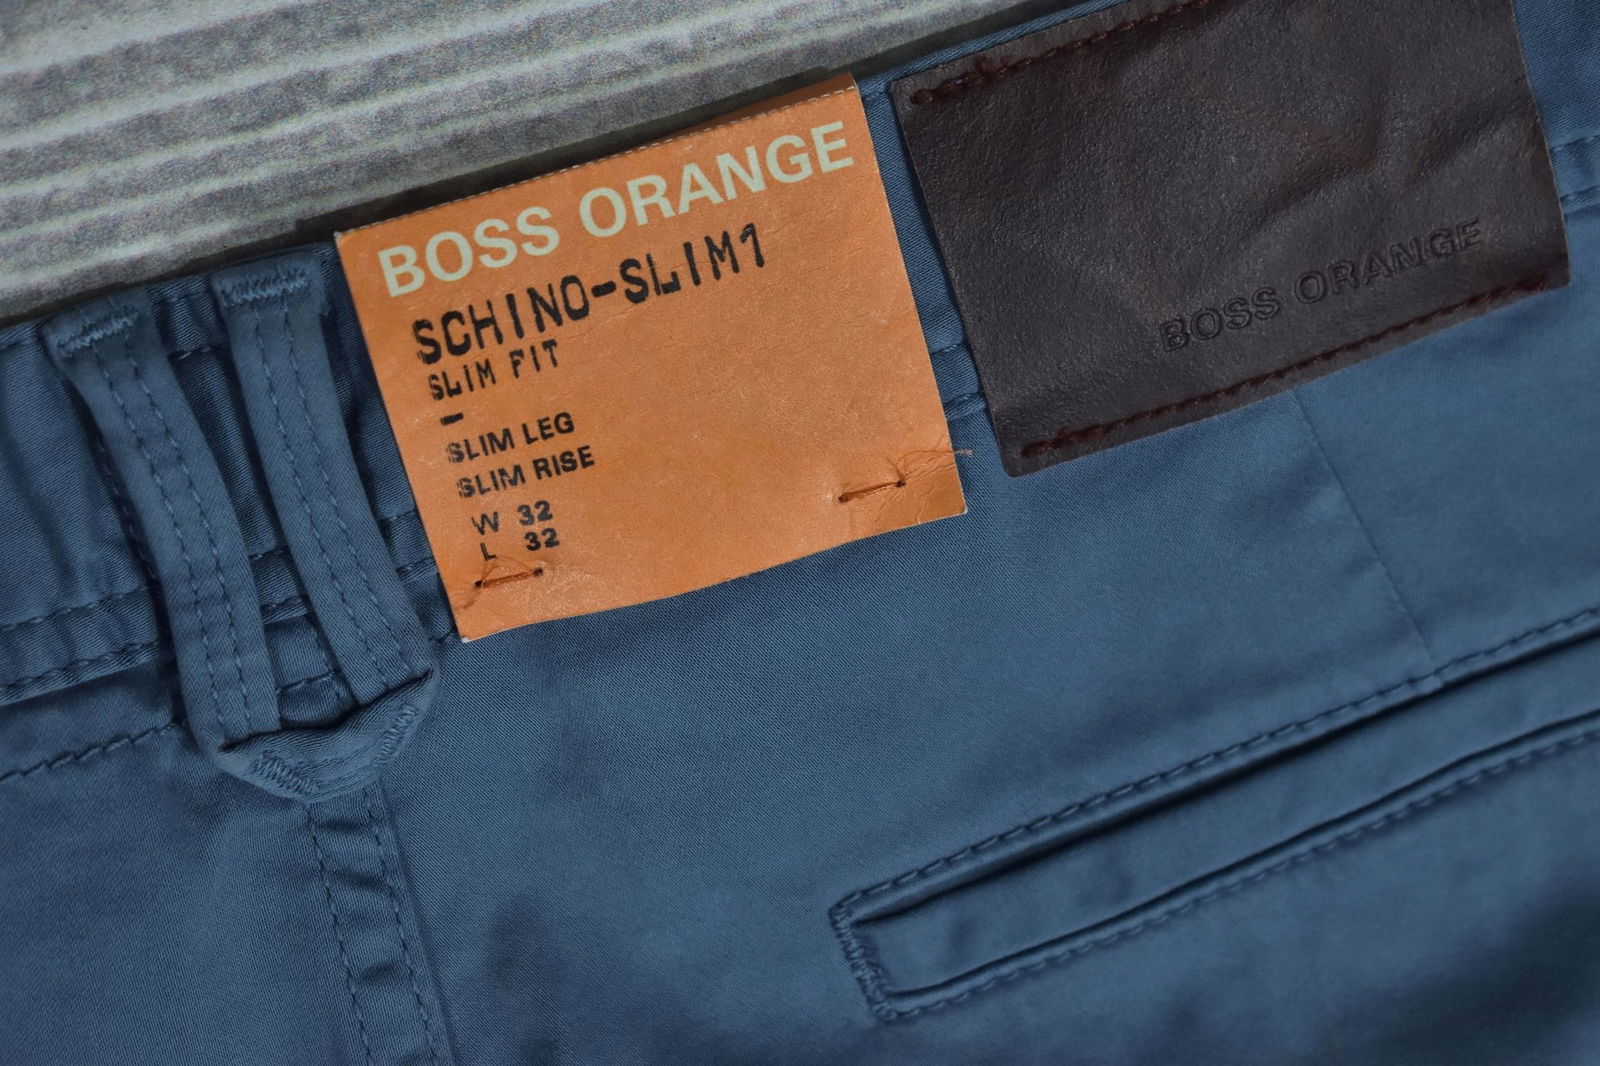 BOSS ORANGE
SCHINO-SLIM1
SLIM FIT
-
SLIM LEG
SLIM RISE
W 32
L 32
BOSS ORANGE